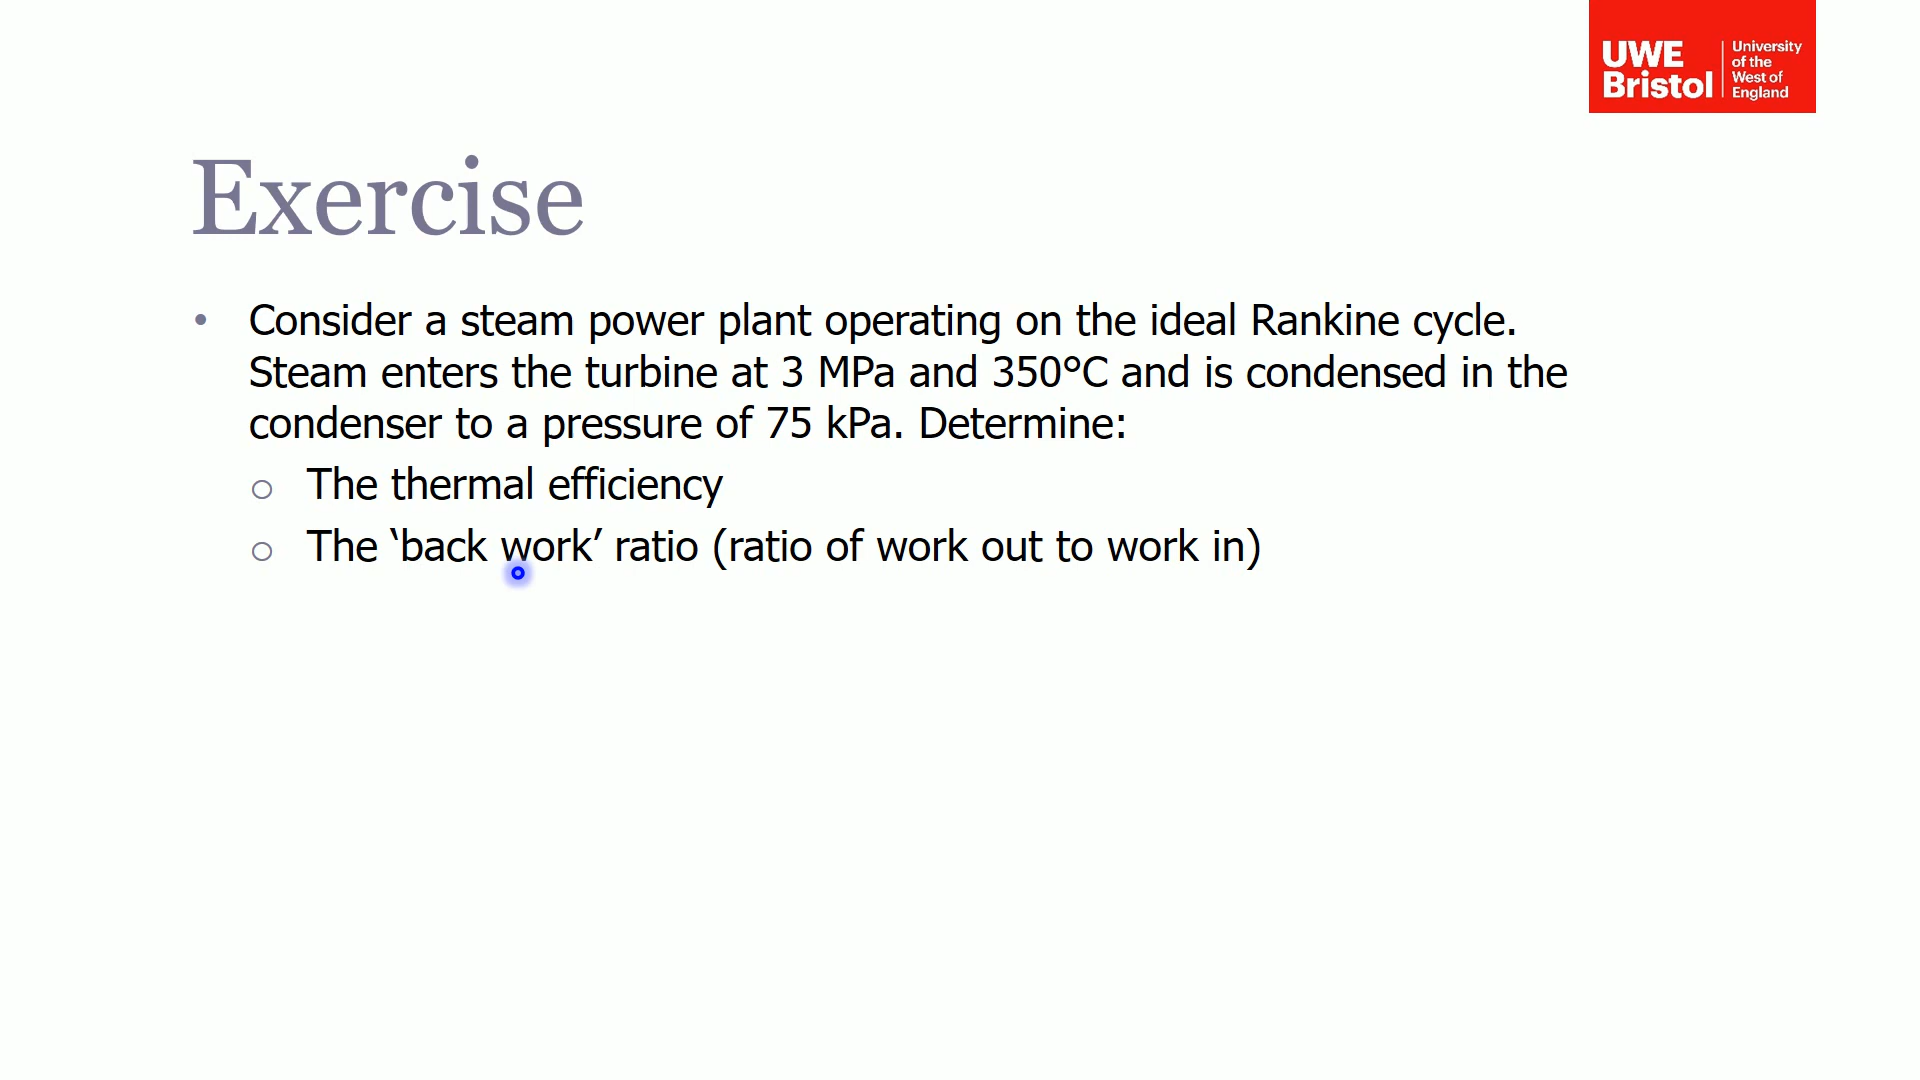 UWE
Bristol
University
of the
West of
England
Exercise
• Consider a steam power plant operating on the ideal Rankine cycle.
Steam enters the turbine at 3 MPa and 350°C and is condensed in the
condenser to a pressure of 75 kPa. Determine:
○ The thermal efficiency
○ The ‘back work’ ratio (ratio of work out to work in)